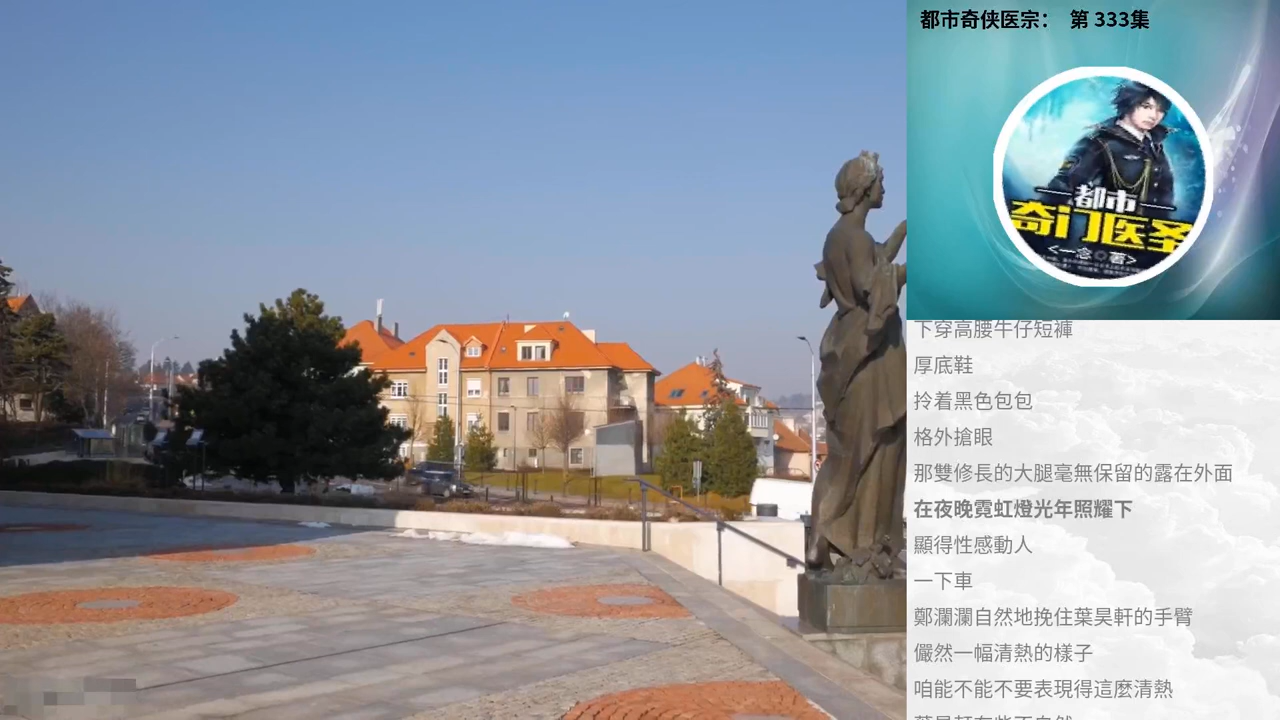 都市奇侠医宗： 第 333集
都市
奇门医圣
<一念 著>
下穿高腰牛仔短褲
厚底鞋
拎着黑色包包
格外搶眼
那雙修長的大腿毫無保留的露在外面
在夜晚霓虹燈光年照耀下
顯得性感動人
一下車
鄭瀾瀾自然地挽住葉昊軒的手臂
儼然一幅清熱的樣子
咱能不能不要表現得這麼清熱